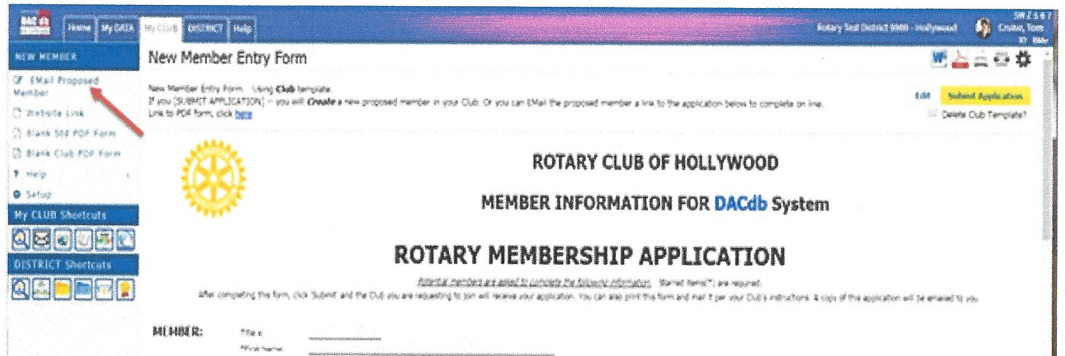 Home
My DATA
My CLUB
DISTRICT
Help
Rotary Test District 9999 - Hollywood
Cruise, Tom
NEW MEMBER
EMail Proposed
Member
Website Link
Blank Std PDF Form
Blank Club PDF Form
Help
Setup
My CLUB Shortcuts
DISTRICT Shortcuts
New Member Entry Form
New Member Entry Form Using Club template
If you [SUBMIT APPLICATION] - you will Create a new proposed member in your Club. Or you can EMail the proposed member a link to the application below to complete on line.
Link to PDF form, click here
Edit
Submit Application
Delete Club Template?
ROTARY CLUB OF HOLLYWOOD
MEMBER INFORMATION FOR DACdb System
ROTARY MEMBERSHIP APPLICATION
Potential members are asked to complete the following information. Starred Items(*) are required.
After completing this form, click 'Submit' and the Club you are requesting to join will receive your application. You can also print this form and mail it per your Club's instructions. A copy of this application will be emailed to you.
MEMBER:
*First Name: